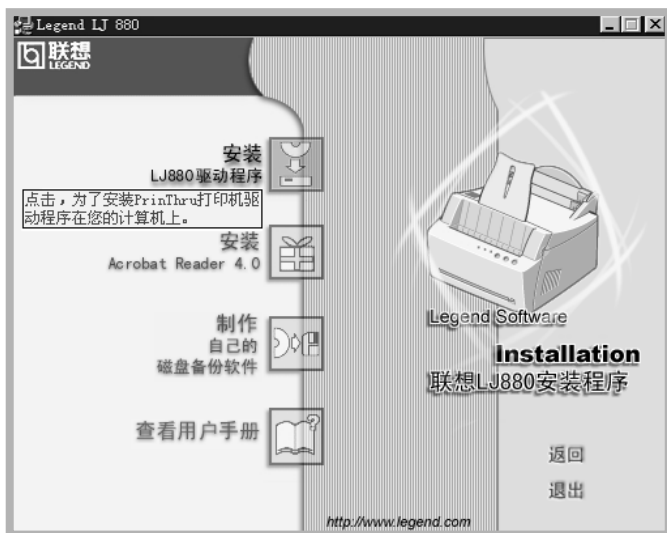 Legend LJ 880
联想
LEGEND
安装
LJ880驱动程序
点击，为了安装PrinThru打印机驱
动程序在您的计算机上。
安装
Acrobat Reader 4.0
制作
自己的
磁盘备份软件
查看用户手册
Legend Software
Installation
联想LJ880安装程序
返回
退出
http://www.legend.com